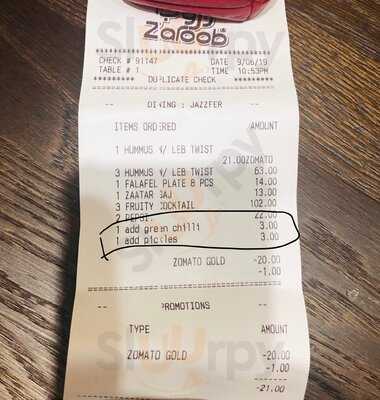 Zaroob
CHECK # 91147 DATE 9/06/19
TABLE # 1 TIME 10:53PM
DUPLICATE CHECK
-- DINING : JAZZFER --
ITEMS ORDERED AMOUNT
1 HUMMUS W/ LEB TWIST
21.00ZOMATO
3 HUMMUS W/ LEB TWIST 63.00
1 FALAFEL PLATE 8 PCS 14.00
1 ZAATAR SAJ 13.00
3 FRUITY COCKTAIL 102.00
2 PEPSI 22.00
1 add green chilli 3.00
1 add pickles 3.00
ZOMATO GOLD -20.00
-1.00
-- PROMOTIONS --
TYPE AMOUNT
ZOMATO GOLD -20.00
-1.00
-21.00